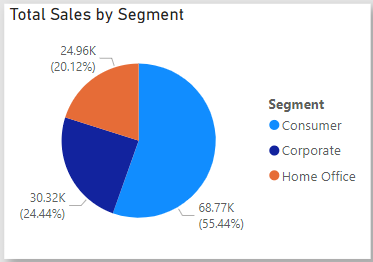 Total Sales by Segment
24.96K
(20.12%)
Segment
Consumer
Corporate
Home Office
30.32K
(24.44%)
68.77K
(55.44%)